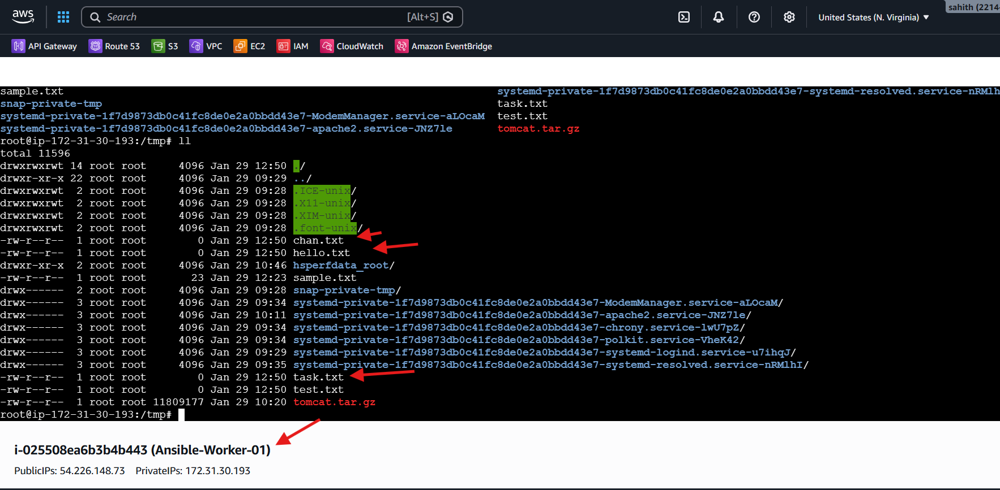 aws
Search [Alt+S]
United States (N. Virginia)
sahith (2214-
API Gateway Route 53 S3 VPC EC2 IAM CloudWatch Amazon EventBridge
sample.txt systemd-private-1f7d9873db0c41fc8de0e2a0bbdd43e7-systemd-resolved.service-nRMlh
snap-private-tmp task.txt
systemd-private-1f7d9873db0c41fc8de0e2a0bbdd43e7-ModemManager.service-aLOcaM test.txt
systemd-private-1f7d9873db0c41fc8de0e2a0bbdd43e7-apache2.service-JNZ7le tomcat.tar.gz
root@ip-172-31-30-193:/tmp# ll
total 11596
drwxrwxrwt 14 root root 4096 Jan 29 12:50 ./
drwxr-xr-x 22 root root 4096 Jan 29 09:29 ../
drwxrwxrwt 2 root root 4096 Jan 29 09:28 .ICE-unix/
drwxrwxrwt 2 root root 4096 Jan 29 09:28 .X11-unix/
drwxrwxrwt 2 root root 4096 Jan 29 09:28 .XIM-unix/
drwxrwxrwt 2 root root 4096 Jan 29 09:28 .font-unix/
-rw-r--r-- 1 root root 0 Jan 29 12:50 chan.txt
-rw-r--r-- 1 root root 0 Jan 29 12:50 hello.txt
drwxr-xr-x 2 root root 4096 Jan 29 10:46 hsperfdata_root/
-rw-r--r-- 1 root root 23 Jan 29 12:23 sample.txt
drwx------ 2 root root 4096 Jan 29 09:28 snap-private-tmp/
drwx------ 3 root root 4096 Jan 29 09:34 systemd-private-1f7d9873db0c41fc8de0e2a0bbdd43e7-ModemManager.service-aLOcaM/
drwx------ 3 root root 4096 Jan 29 10:11 systemd-private-1f7d9873db0c41fc8de0e2a0bbdd43e7-apache2.service-JNZ7le/
drwx------ 3 root root 4096 Jan 29 09:34 systemd-private-1f7d9873db0c41fc8de0e2a0bbdd43e7-chrony.service-lwU7pZ/
drwx------ 3 root root 4096 Jan 29 09:34 systemd-private-1f7d9873db0c41fc8de0e2a0bbdd43e7-polkit.service-VheK42/
drwx------ 3 root root 4096 Jan 29 09:29 systemd-private-1f7d9873db0c41fc8de0e2a0bbdd43e7-systemd-logind.service-u7ihqJ/
drwx------ 3 root root 4096 Jan 29 09:35 systemd-private-1f7d9873db0c41fc8de0e2a0bbdd43e7-systemd-resolved.service-nRMlhI/
-rw-r--r-- 1 root root 0 Jan 29 12:50 task.txt
-rw-r--r-- 1 root root 0 Jan 29 12:50 test.txt
-rw-r--r-- 1 root root 11809177 Jan 29 10:20 tomcat.tar.gz
root@ip-172-31-30-193:/tmp#
i-025508ea6b3b4b443 (Ansible-Worker-01)
PublicIPs: 54.226.148.73 PrivateIPs: 172.31.30.193